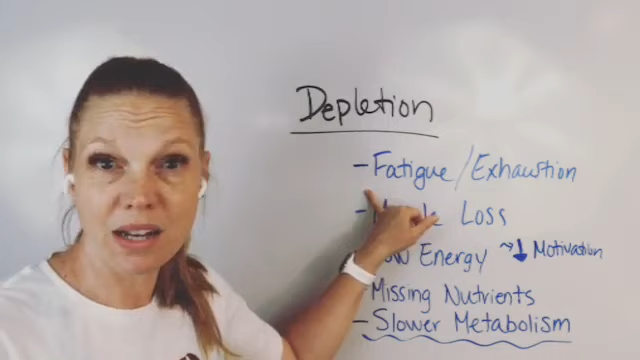 Depletion
- Fatigue / Exhaustion
- Loss
Energy ↓ Motivation
Missing Nutrients
- Slower Metabolism